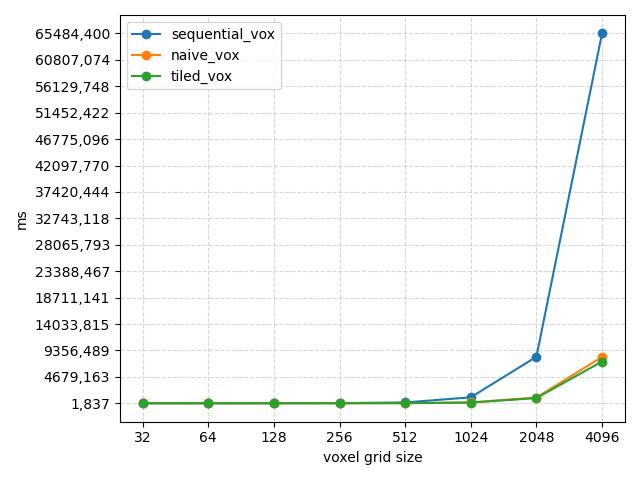 sequential_vox
naive_vox
tiled_vox
65484,400
60807,074
56129,748
51452,422
46775,096
42097,770
37420,444
32743,118
28065,793
23388,467
18711,141
14033,815
9356,489
4679,163
1,837
ms
32 64 128 256 512 1024 2048 4096
voxel grid size